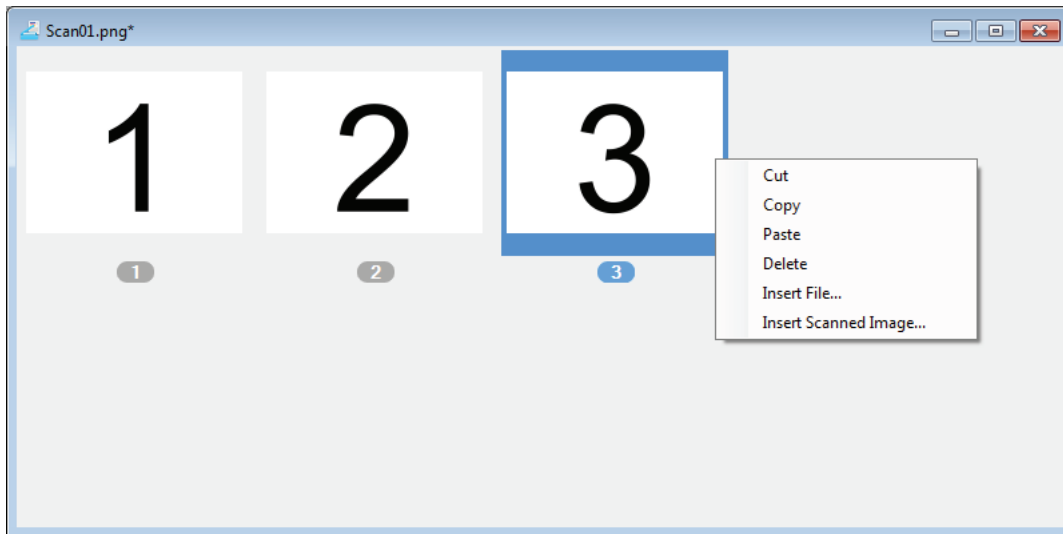 Scan01.png*
1 2 3
1 2 3
Cut
Copy
Paste
Delete
Insert File...
Insert Scanned Image...